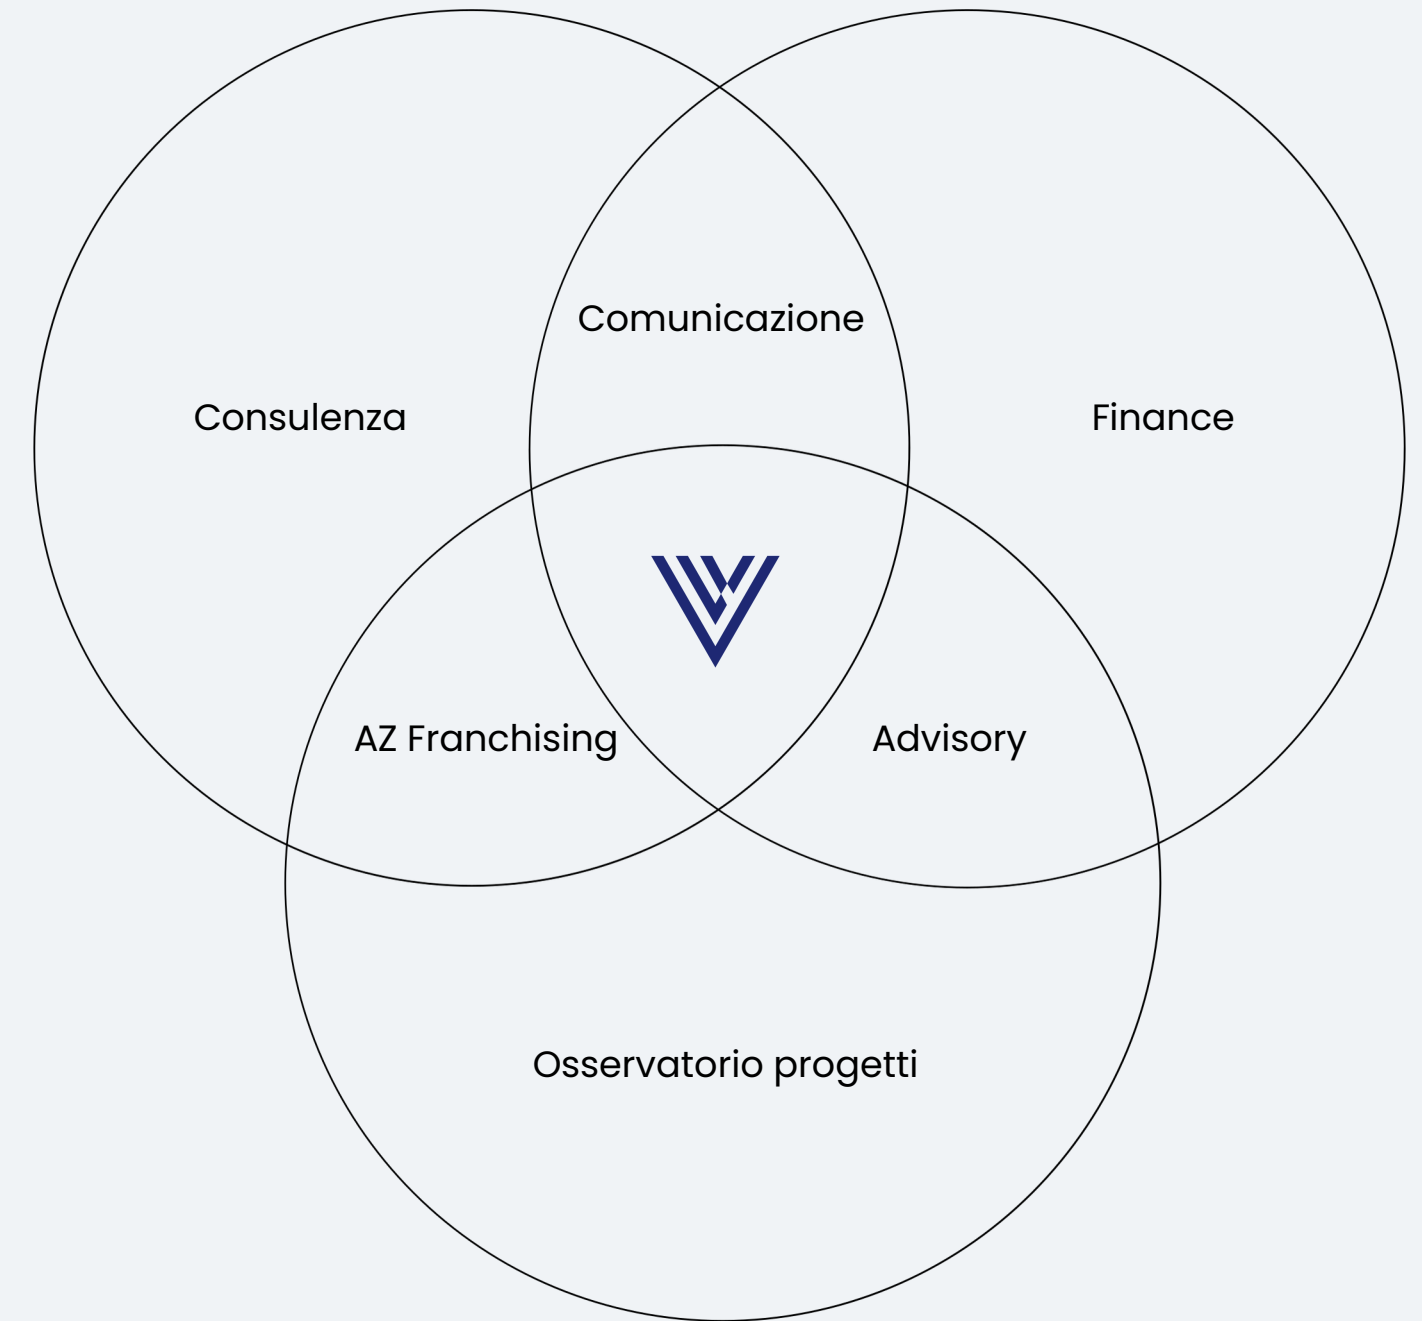 Comunicazione
Consulenza
Finance
AZ Franchising
Advisory
Osservatorio progetti